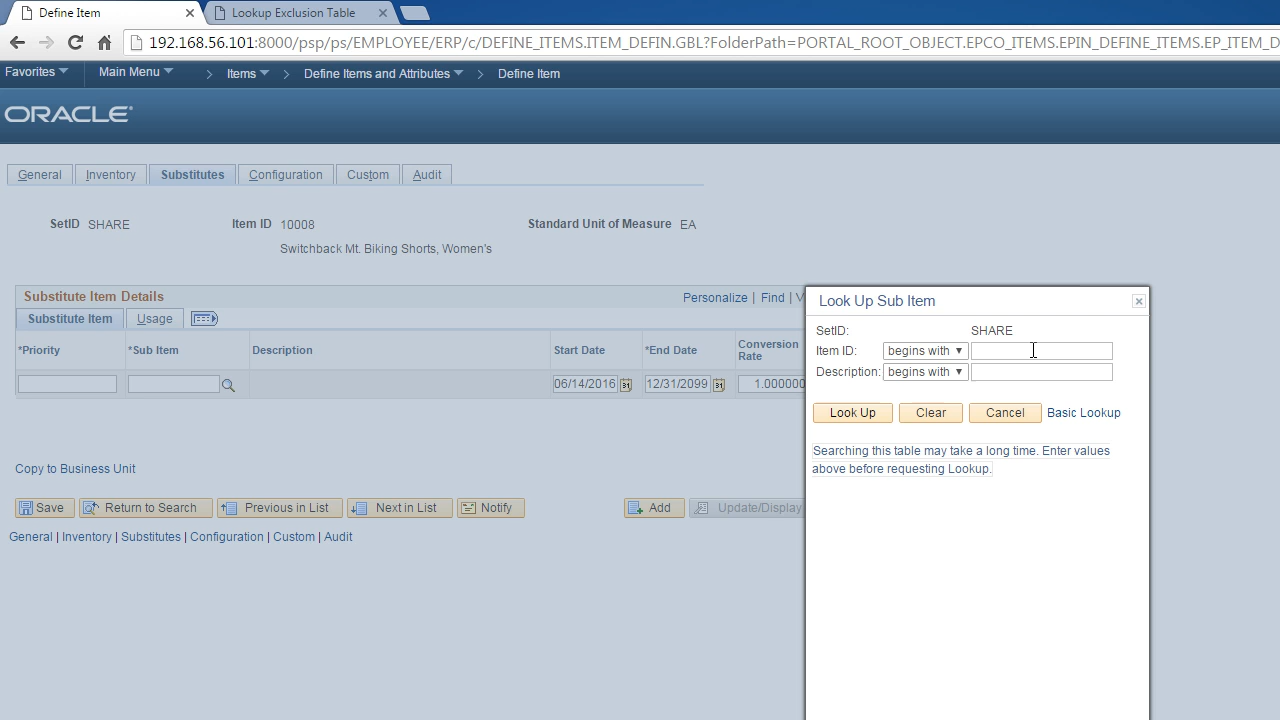 Define Item
Lookup Exclusion Table
192.168.56.101:8000/psp/ps/EMPLOYEE/ERP/c/DEFINE_ITEMS.ITEM_DEFIN.GBL?FolderPath=PORTAL_ROOT_OBJECT.EPCO_ITEMS.EPIN_DEFINE_ITEMS.EP_ITEM_D
Favorites Main Menu > Items > Define Items and Attributes > Define Item
ORACLE
General Inventory Substitutes Configuration Custom Audit
SetID SHARE Item ID 10008 Standard Unit of Measure EA
Switchback Mt. Biking Shorts, Women's
Substitute Item Details Personalize | Find | V
Substitute Item Usage
*Priority *Sub Item Description Start Date *End Date Conversion Rate
06/14/2016 12/31/2099 1.000000
Copy to Business Unit
Save Return to Search Previous in List Next in List Notify Add Update/Display
General | Inventory | Substitutes | Configuration | Custom | Audit
Look Up Sub Item
SetID: SHARE
Item ID: begins with
Description: begins with
Look Up Clear Cancel Basic Lookup
Searching this table may take a long time. Enter values
above before requesting Lookup.